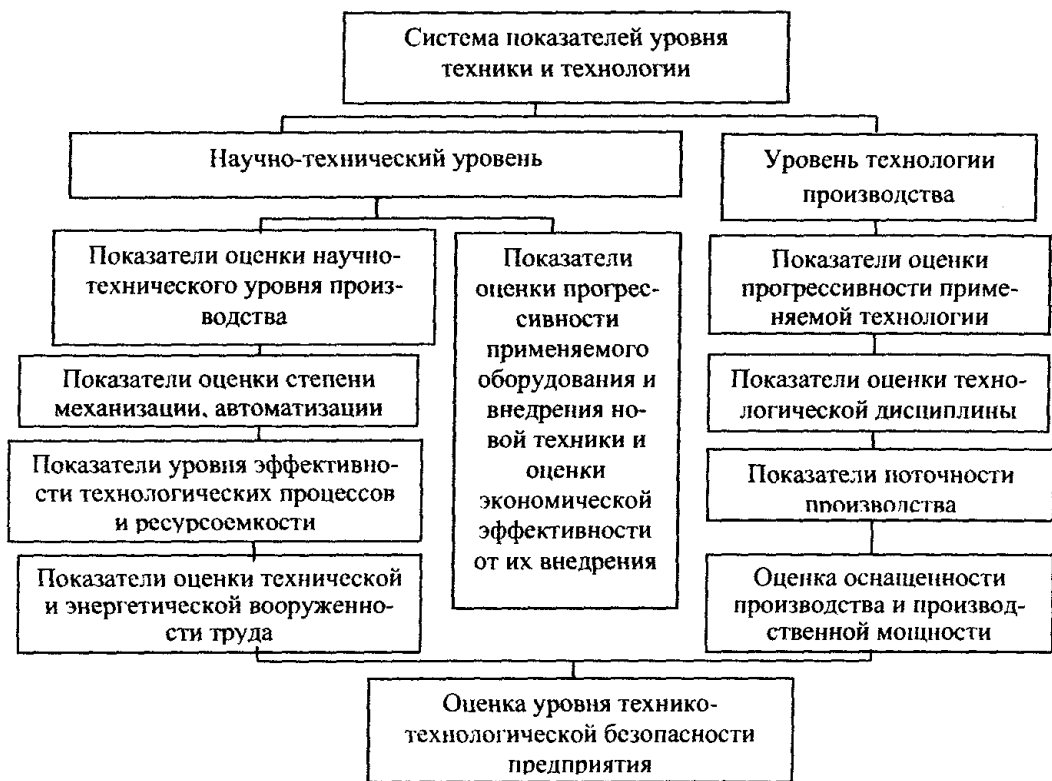 Система показателей уровня
техники и технологии
Научно-технический уровень
Уровень технологии
производства
Показатели оценки научно-
технического уровня произ-
водства
Показатели оценки степени
механизации, автоматизации
Показатели уровня эффективно-
сти технологических процессов
и ресурсоемкости
Показатели оценки технической
и энергетической вооруженно-
сти труда
Показатели
оценки прогрес-
сивности
применяемого
оборудования и
внедрения но-
вой техники и
оценки
экономической
эффективности
от их внедрения
Показатели оценки
прогрессивности приме-
няемой технологии
Показатели оценки техно-
логической дисциплины
Показатели поточности
производства
Оценка оснащенности
производства и производ-
ственной мощности
Оценка уровня технико-
технологической безопасности
предприятия